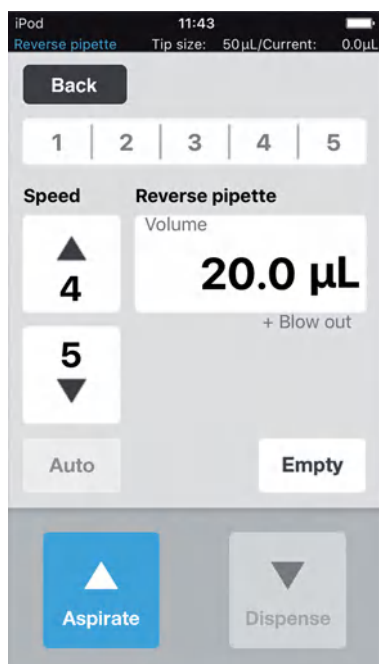 iPod 11:43
Reverse pipette Tip size: 50µL/Current: 0.0µL
Back
1 2 3 4 5
Speed Reverse pipette
Volume
4 20.0 µL
+ Blow out
5
Auto Empty
Aspirate Dispense